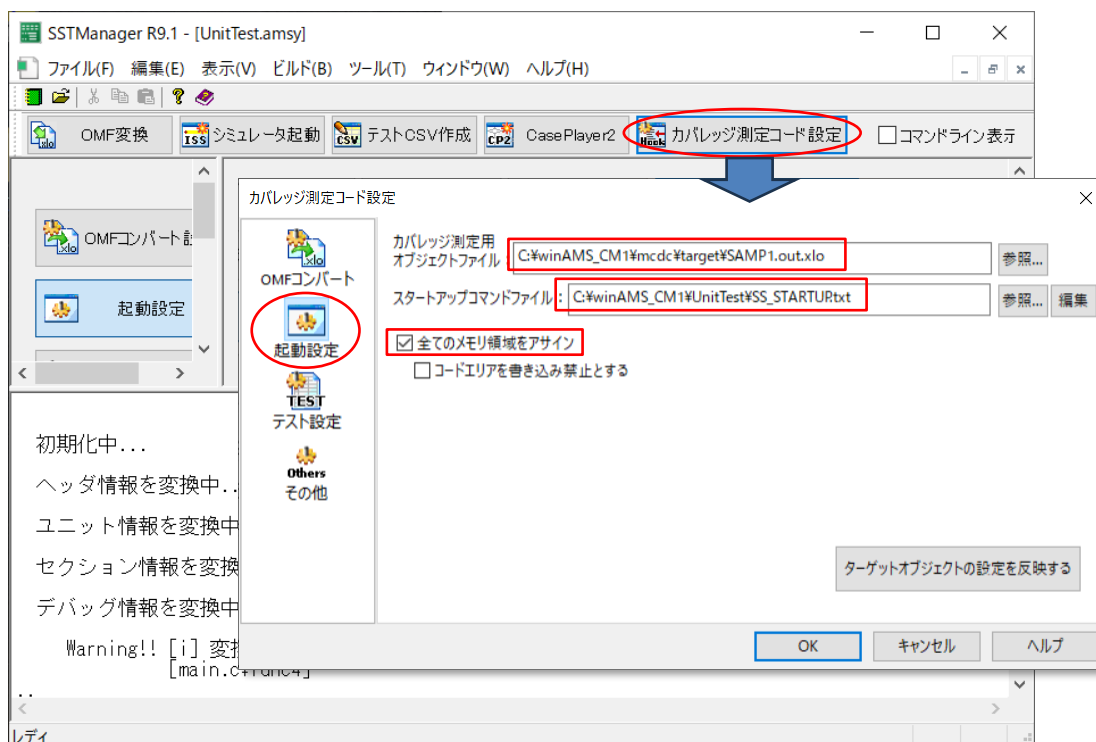 SSTManager R9.1 - [UnitTest.amsy]
ファイル(F) 編集(E) 表示(V) ビルド(B) ツール(T) ウィンドウ(W) ヘルプ(H)
OMF変換 ISS シミュレータ起動 CSV テストCSV作成 CP2 CasePlayer2 Hook カバレッジ測定コード設定 コマンドライン表示
OMFコンバート
起動設定
カバレッジ測定コード設定
xlo
OMFコンバート
起動設定
TEST
テスト設定
Others
その他
カバレッジ測定用
オブジェクトファイル : C:¥winAMS_CM1¥mcdc¥target¥SAMP1.out.xlo 参照...
スタートアップコマンドファイル : C:¥winAMS_CM1¥UnitTest¥SS_STARTUP.txt 参照... 編集
全てのメモリ領域をアサイン
コードエリアを書き込み禁止とする
ターゲットオブジェクトの設定を反映する
OK キャンセル ヘルプ
初期化中...
ヘッダ情報を変換中..
ユニット情報を変換中
セクション情報を変換
デバッグ情報を変換中
Warning!! [i] 変換
[main.c+func4]
..
レディ